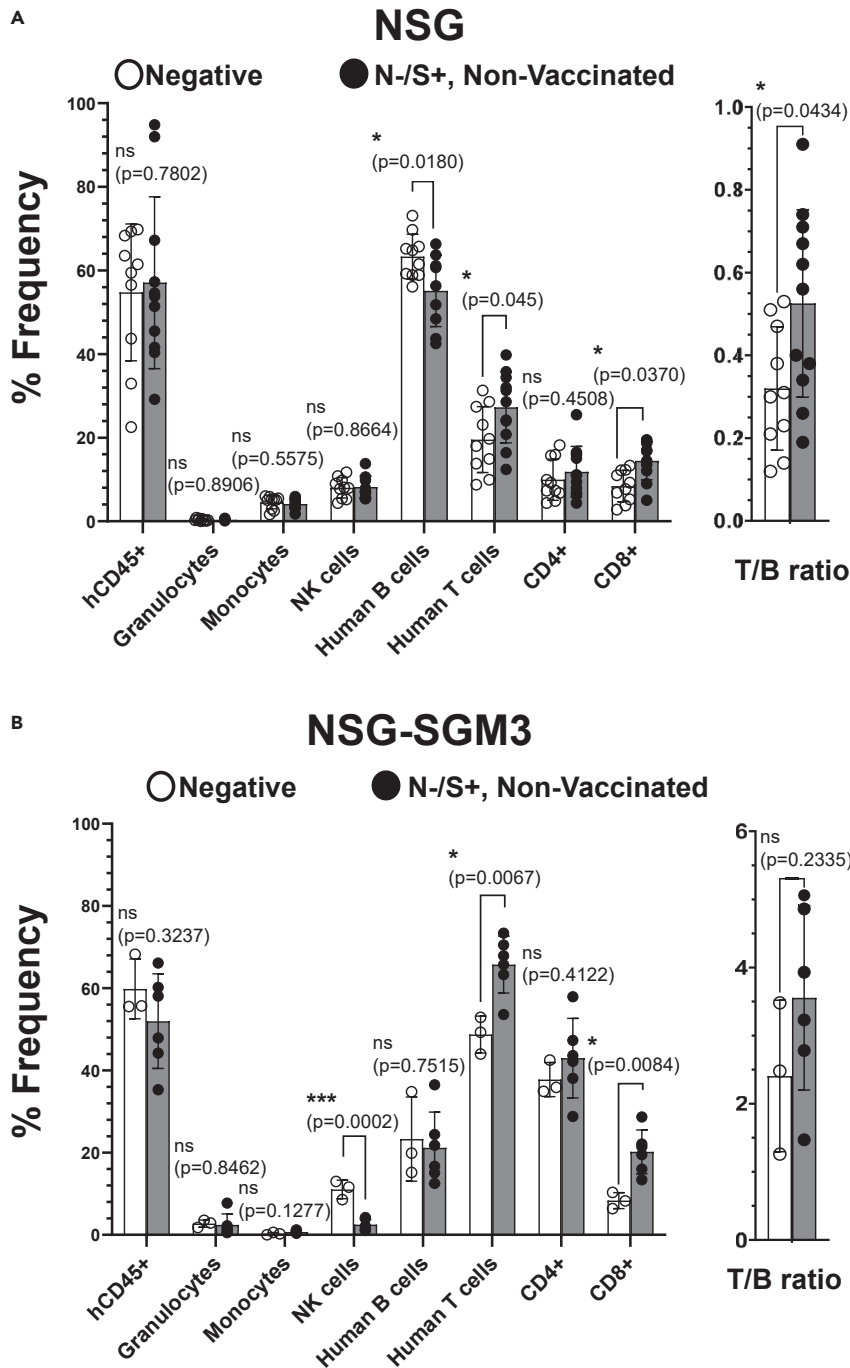 A
NSG
Negative
N-/S+, Non-Vaccinated
% Frequency
100
80
60
40
20
0
ns
(p=0.7802)
ns
(p=0.8906)
ns
(p=0.5575)
ns
(p=0.8664)
*
(p=0.0180)
*
(p=0.045)
ns
(p=0.4508)
*
(p=0.0370)
hCD45+
Granulocytes
Monocytes
NK cells
Human B cells
Human T cells
CD4+
CD8+
*
(p=0.0434)
1.0
0.8
0.6
0.4
0.2
0.0
T/B ratio
B
NSG-SGM3
Negative
N-/S+, Non-Vaccinated
% Frequency
100
80
60
40
20
0
ns
(p=0.3237)
ns
(p=0.8462)
ns
(p=0.1277)
***
(p=0.0002)
ns
(p=0.7515)
*
(p=0.0067)
ns
(p=0.4122)
*
(p=0.0084)
hCD45+
Granulocytes
Monocytes
NK cells
Human B cells
Human T cells
CD4+
CD8+
ns
(p=0.2335)
6
4
2
0
T/B ratio